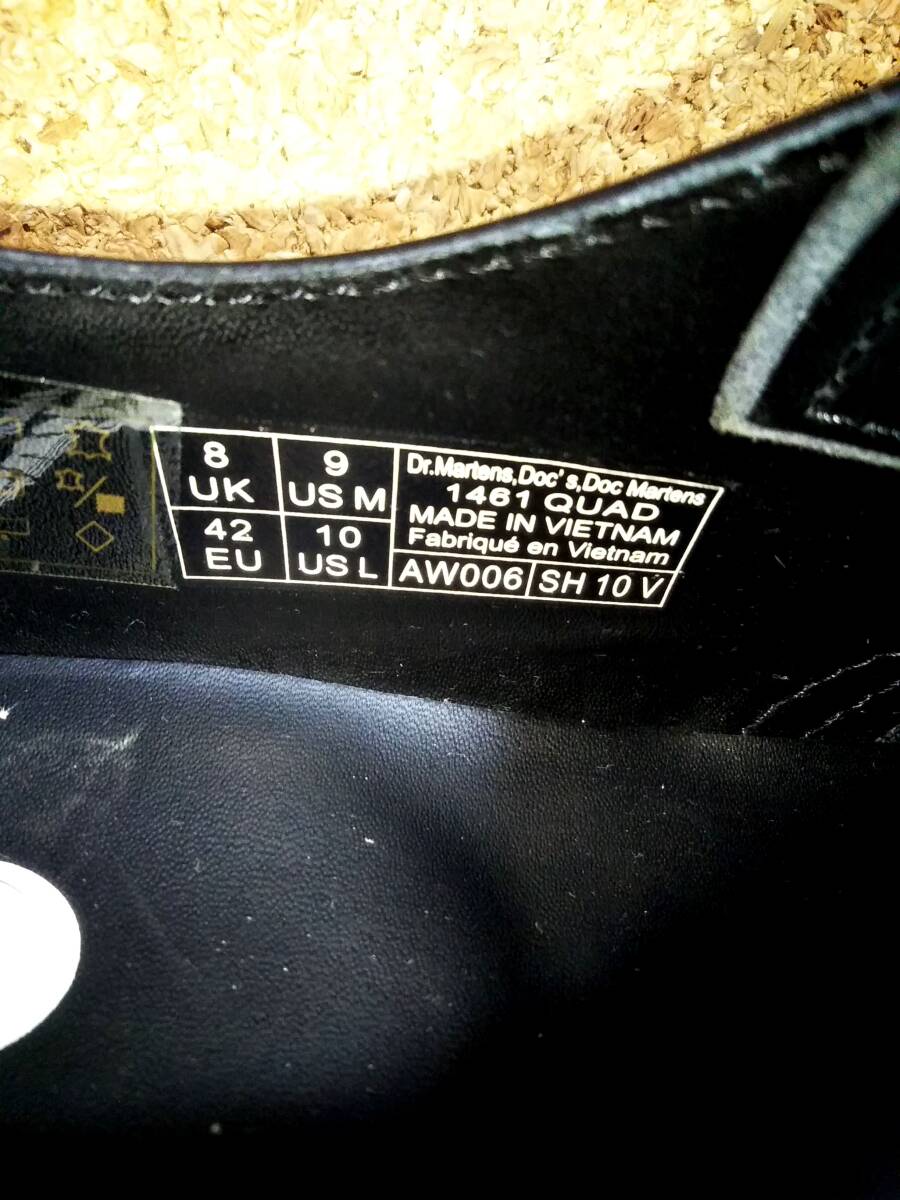 8
UK
9
US M
42
EU
10
US L
Dr.Martens,Doc's,Doc Martens
1461 QUAD
MADE IN VIETNAM
Fabriqué en Vietnam
AW006 SH 10 V